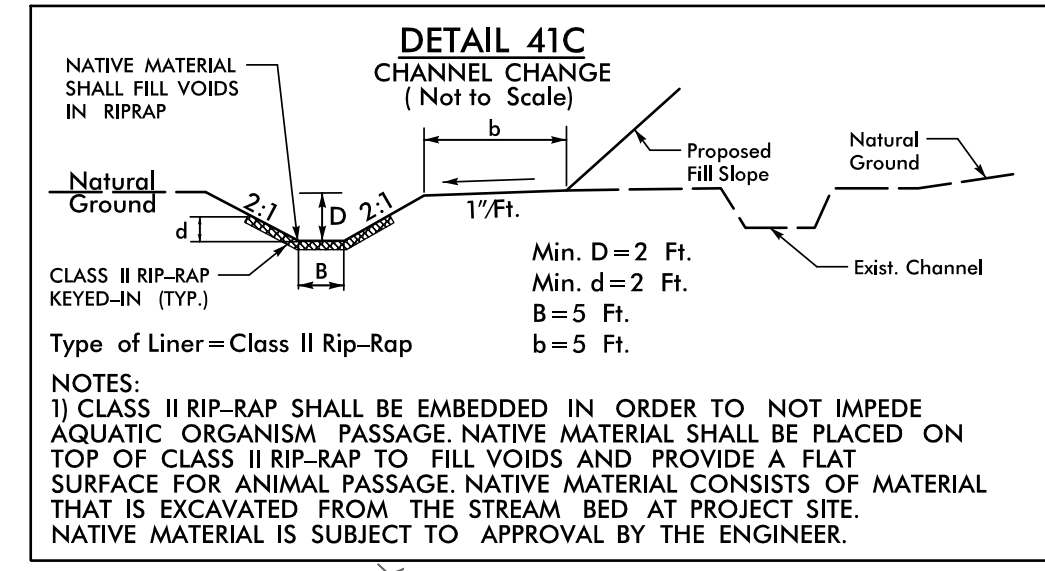 DETAIL 41C
CHANNEL CHANGE
( Not to Scale)
NATIVE MATERIAL
SHALL FILL VOIDS
IN RIPRAP
b
Proposed
Fill Slope
Natural
Ground
Natural
Ground
2:1
D
2:1
1"/Ft.
d
B
CLASS II RIP-RAP
KEYED-IN (TYP.)
Exist. Channel
Min. D=2 Ft.
Min. d=2 Ft.
B=5 Ft.
b=5 Ft.
Type of Liner=Class II Rip-Rap
NOTES:
1) CLASS II RIP-RAP SHALL BE EMBEDDED IN ORDER TO NOT IMPEDE
AQUATIC ORGANISM PASSAGE. NATIVE MATERIAL SHALL BE PLACED ON
TOP OF CLASS II RIP-RAP TO FILL VOIDS AND PROVIDE A FLAT
SURFACE FOR ANIMAL PASSAGE. NATIVE MATERIAL CONSISTS OF MATERIAL
THAT IS EXCAVATED FROM THE STREAM BED AT PROJECT SITE.
NATIVE MATERIAL IS SUBJECT TO APPROVAL BY THE ENGINEER.